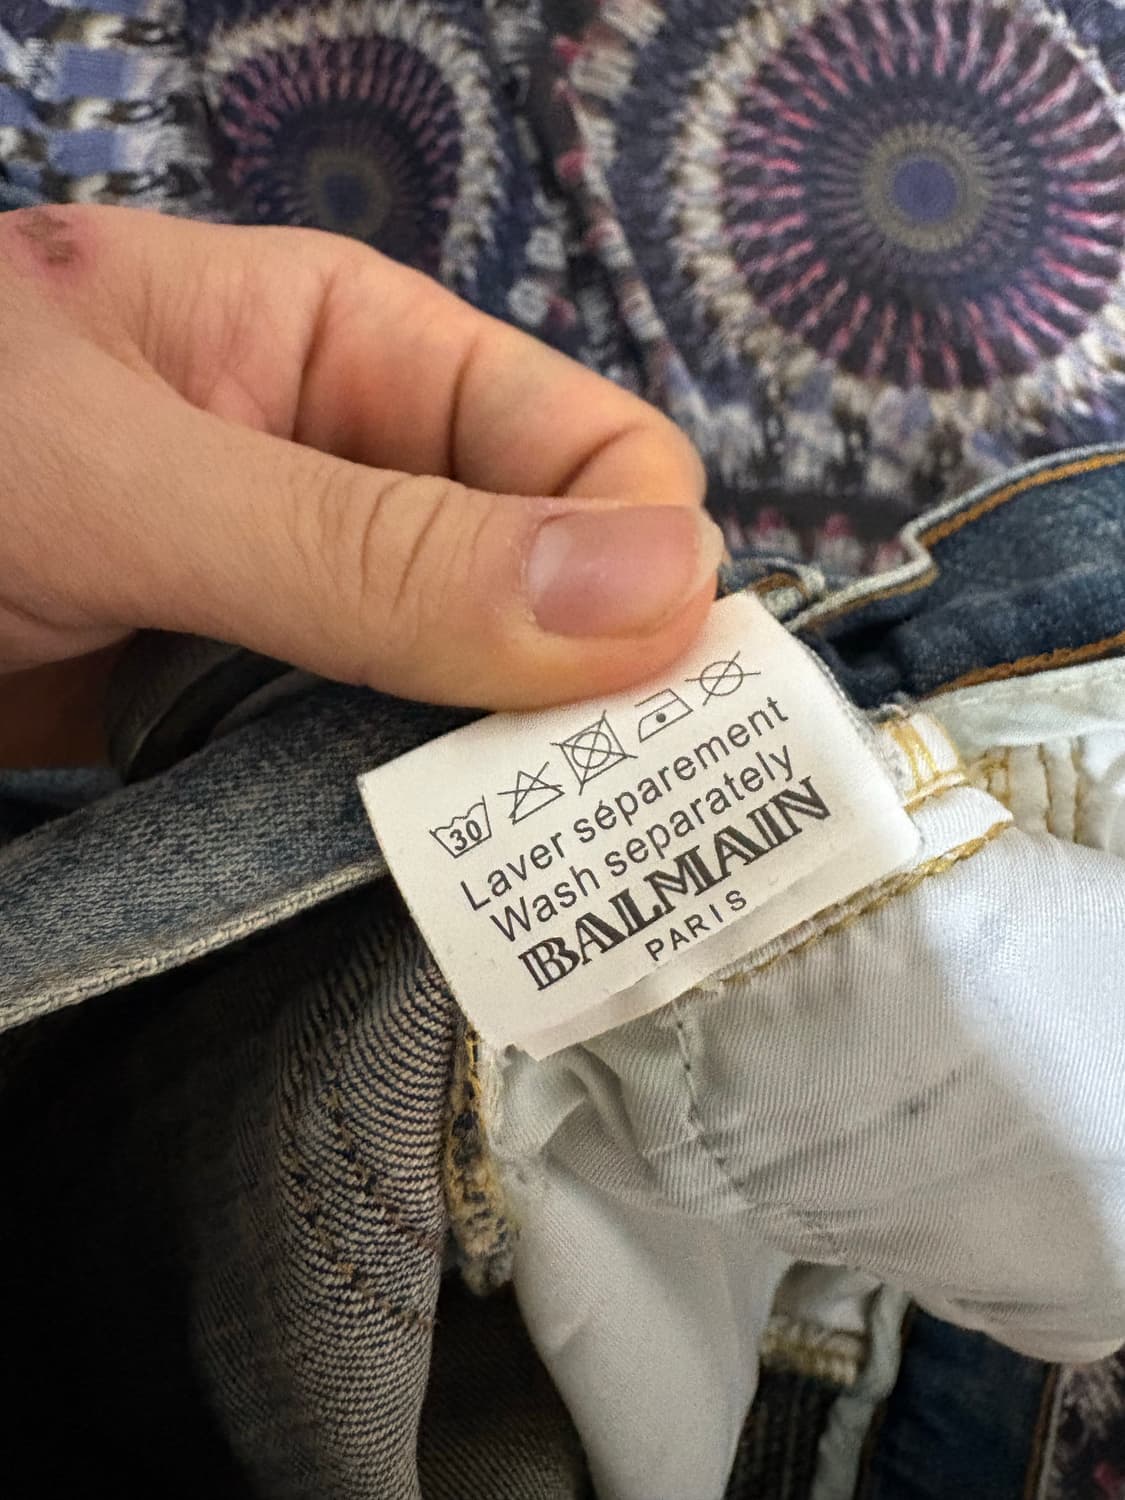 30
Laver séparement
Wash separately
BALMAIN
PARIS